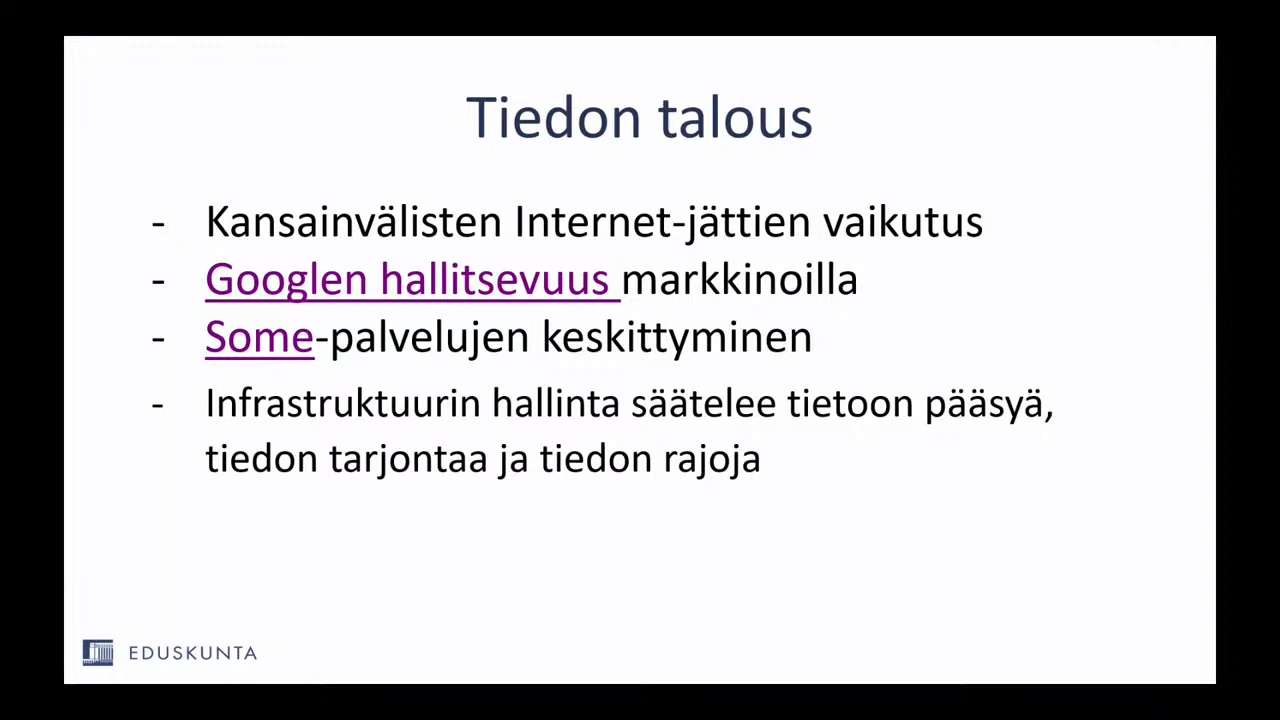 Tiedon talous
- Kansainvälisten Internet-jättien vaikutus
- Googlen hallitsevuus markkinoilla
- Some-palvelujen keskittyminen
- Infrastruktuurin hallinta säätelee tietoon pääsyä,
tiedon tarjontaa ja tiedon rajoja
EDUSKUNTA